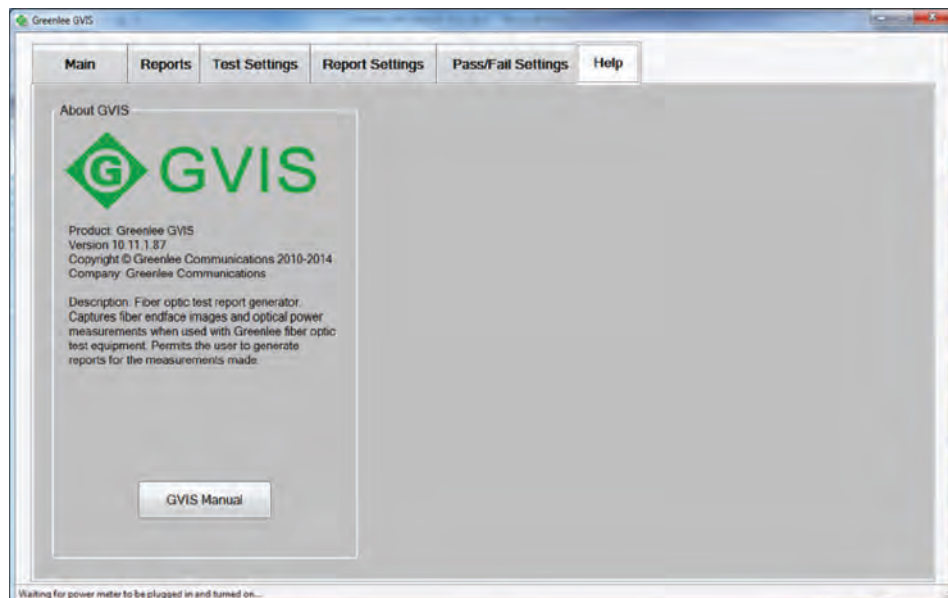 Greenlee GVIS
Main Reports Test Settings Report Settings Pass/Fail Settings Help
About GVIS
G GVIS
Product: Greenlee GVIS
Version 10.11.1.87
Copyright © Greenlee Communications 2010-2014
Company: Greenlee Communications
Description: Fiber optic test report generator.
Captures fiber endface images and optical power
measurements when used with Greenlee fiber optic
test equipment. Permits the user to generate
reports for the measurements made.
GVIS Manual
Waiting for power meter to be plugged in and turned on...